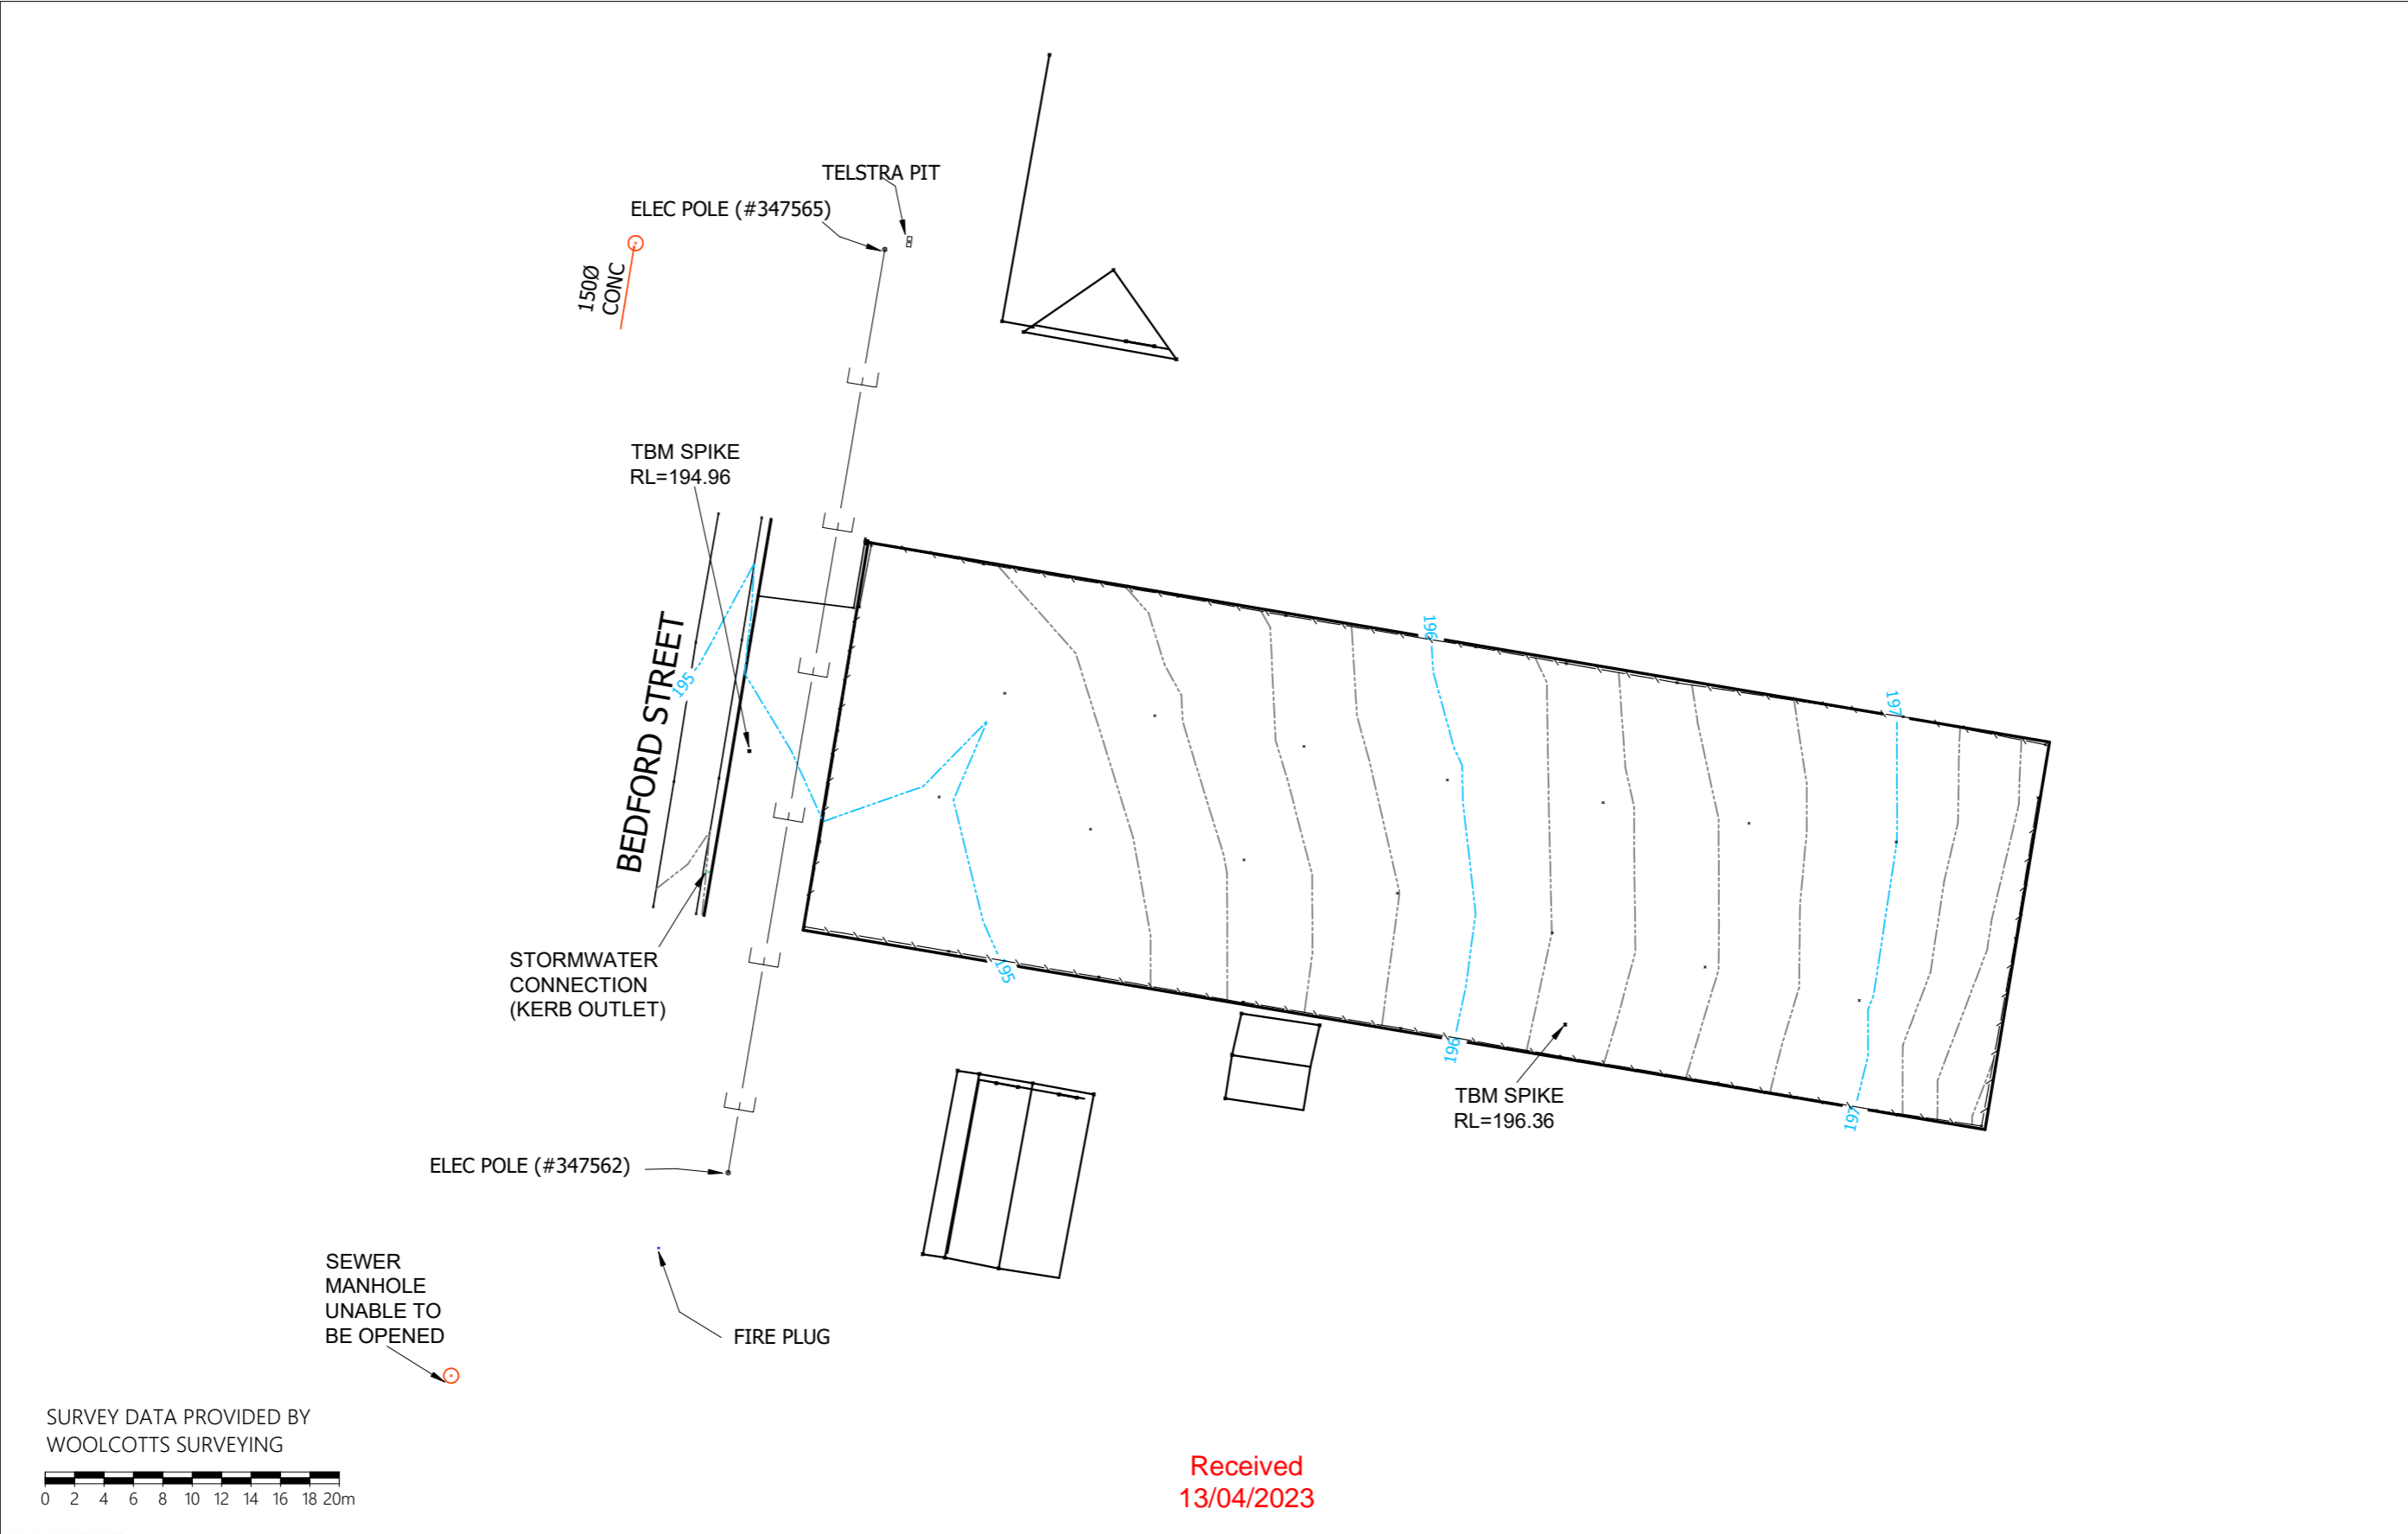 TELSTRA PIT
ELEC POLE (#347565)
150Ø
CONC
TBM SPIKE
RL=194.96
BEDFORD STREET
195
196
197
STORMWATER
CONNECTION
(KERB OUTLET)
195
196
197
TBM SPIKE
RL=196.36
ELEC POLE (#347562)
SEWER
MANHOLE
UNABLE TO
BE OPENED
FIRE PLUG
SURVEY DATA PROVIDED BY
WOOLCOTTS SURVEYING
0 2 4 6 8 10 12 14 16 18 20m
Received
13/04/2023